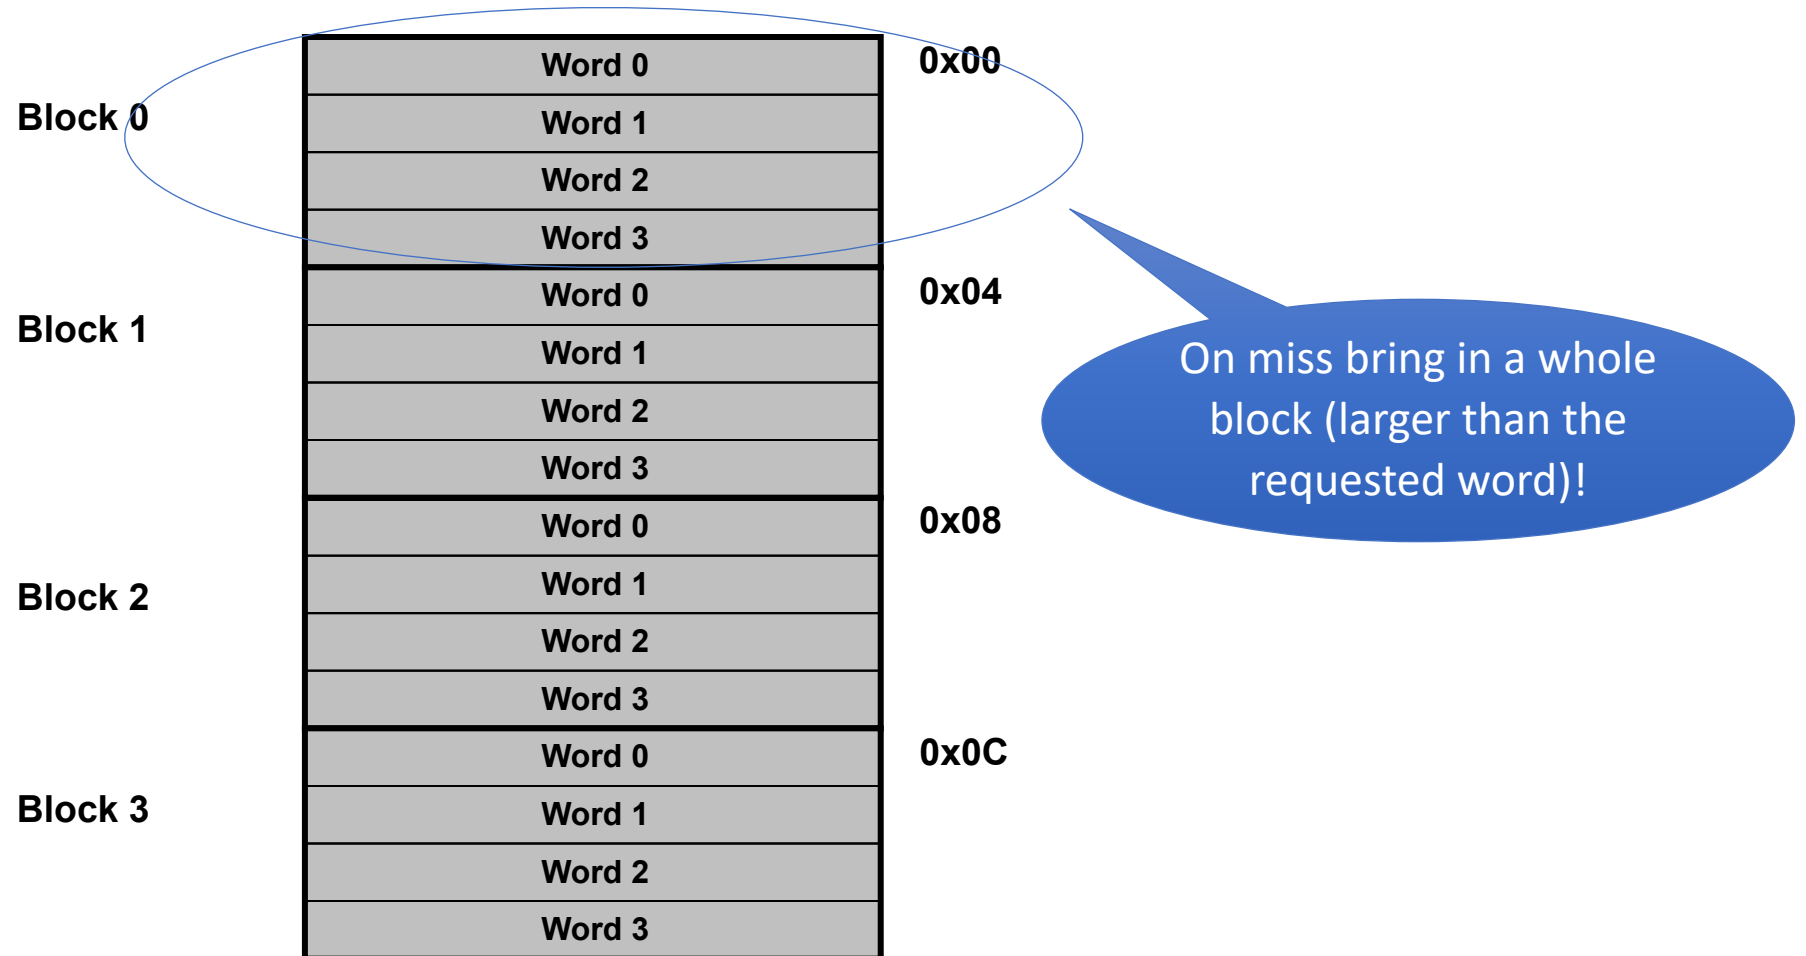 Word 0
0x00
Block 0
Word 1
Word 2
Word 3
Word 0
0x04
Block 1
Word 1
Word 2
Word 3
Word 0
0x08
Word 1
Block 2
Word 2
Word 3
Word 0
0x0C
Block 3
Word 1
Word 2
Word 3
On miss bring in a whole
block (larger than the
requested word)!